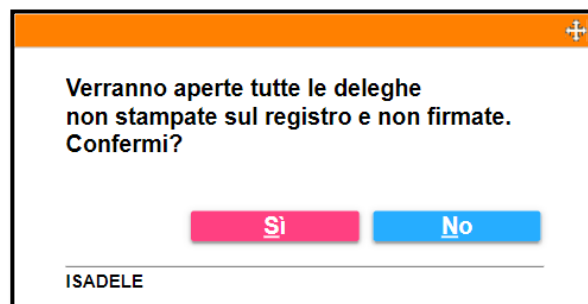 Verranno aperte tutte le deleghe
non stampate sul registro e non firmate.
Confermi?
Sì No
ISADELE